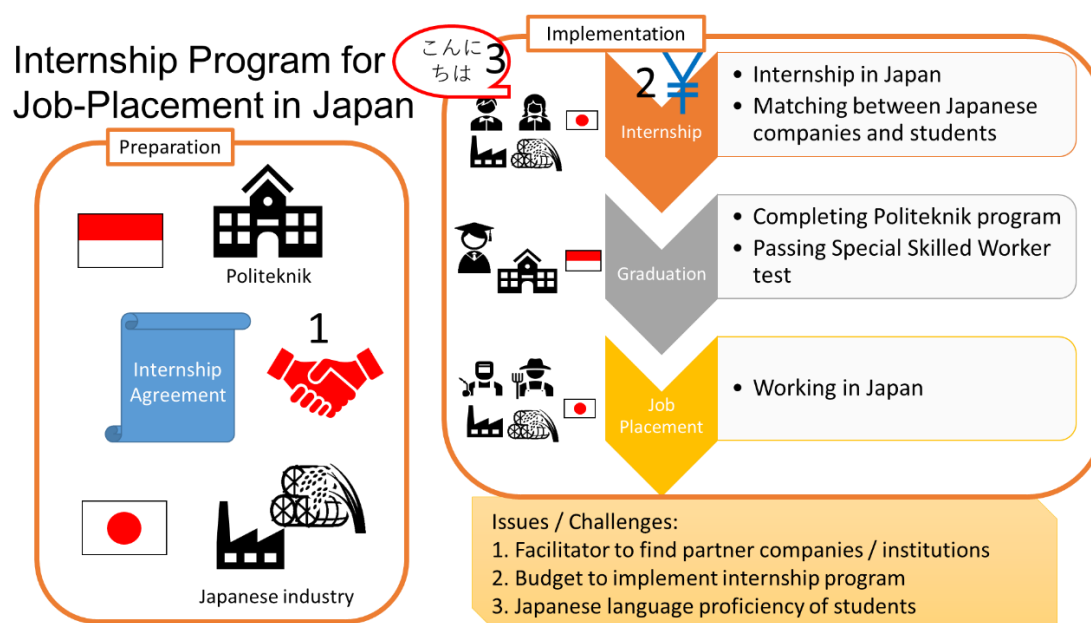 Internship Program for
Job-Placement in Japan
こんに
ちは
3
Preparation
Politeknik
Internship
Agreement
1
Japanese industry
Implementation
2
¥
Internship
• Internship in Japan
• Matching between Japanese
companies and students
Graduation
• Completing Politeknik program
• Passing Special Skilled Worker
test
Job
Placement
• Working in Japan
Issues / Challenges:
1. Facilitator to find partner companies / institutions
2. Budget to implement internship program
3. Japanese language proficiency of students